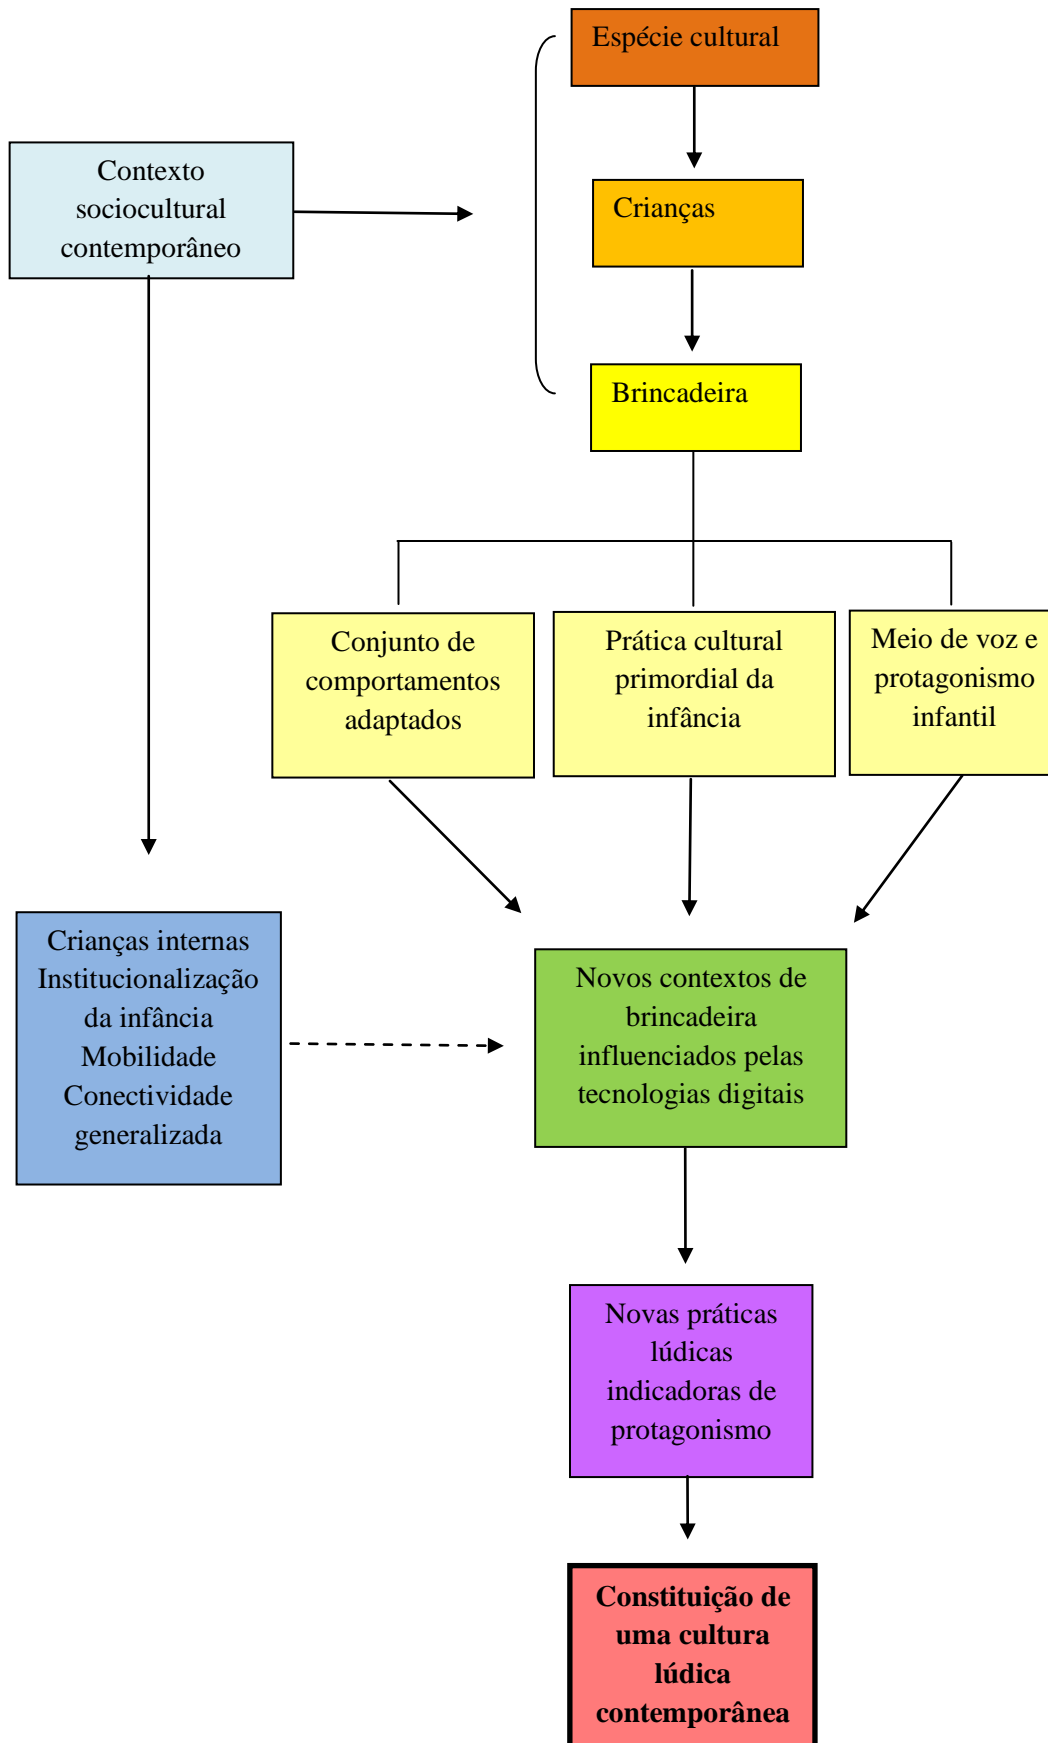 Espécie cultural
Contexto
sociocultural
contemporâneo
Crianças
Brincadeira
Conjunto de
comportamentos
adaptados
Prática cultural
primordial da
infância
Meio de voz e
protagonismo
infantil
Crianças internas
Institucionalização
da infância
Mobilidade
Conectividade
generalizada
Novos contextos de
brincadeira
influenciados pelas
tecnologias digitais
Novas práticas
lúdicas
indicadoras de
protagonismo
Constituição de
uma cultura
lúdica
contemporânea